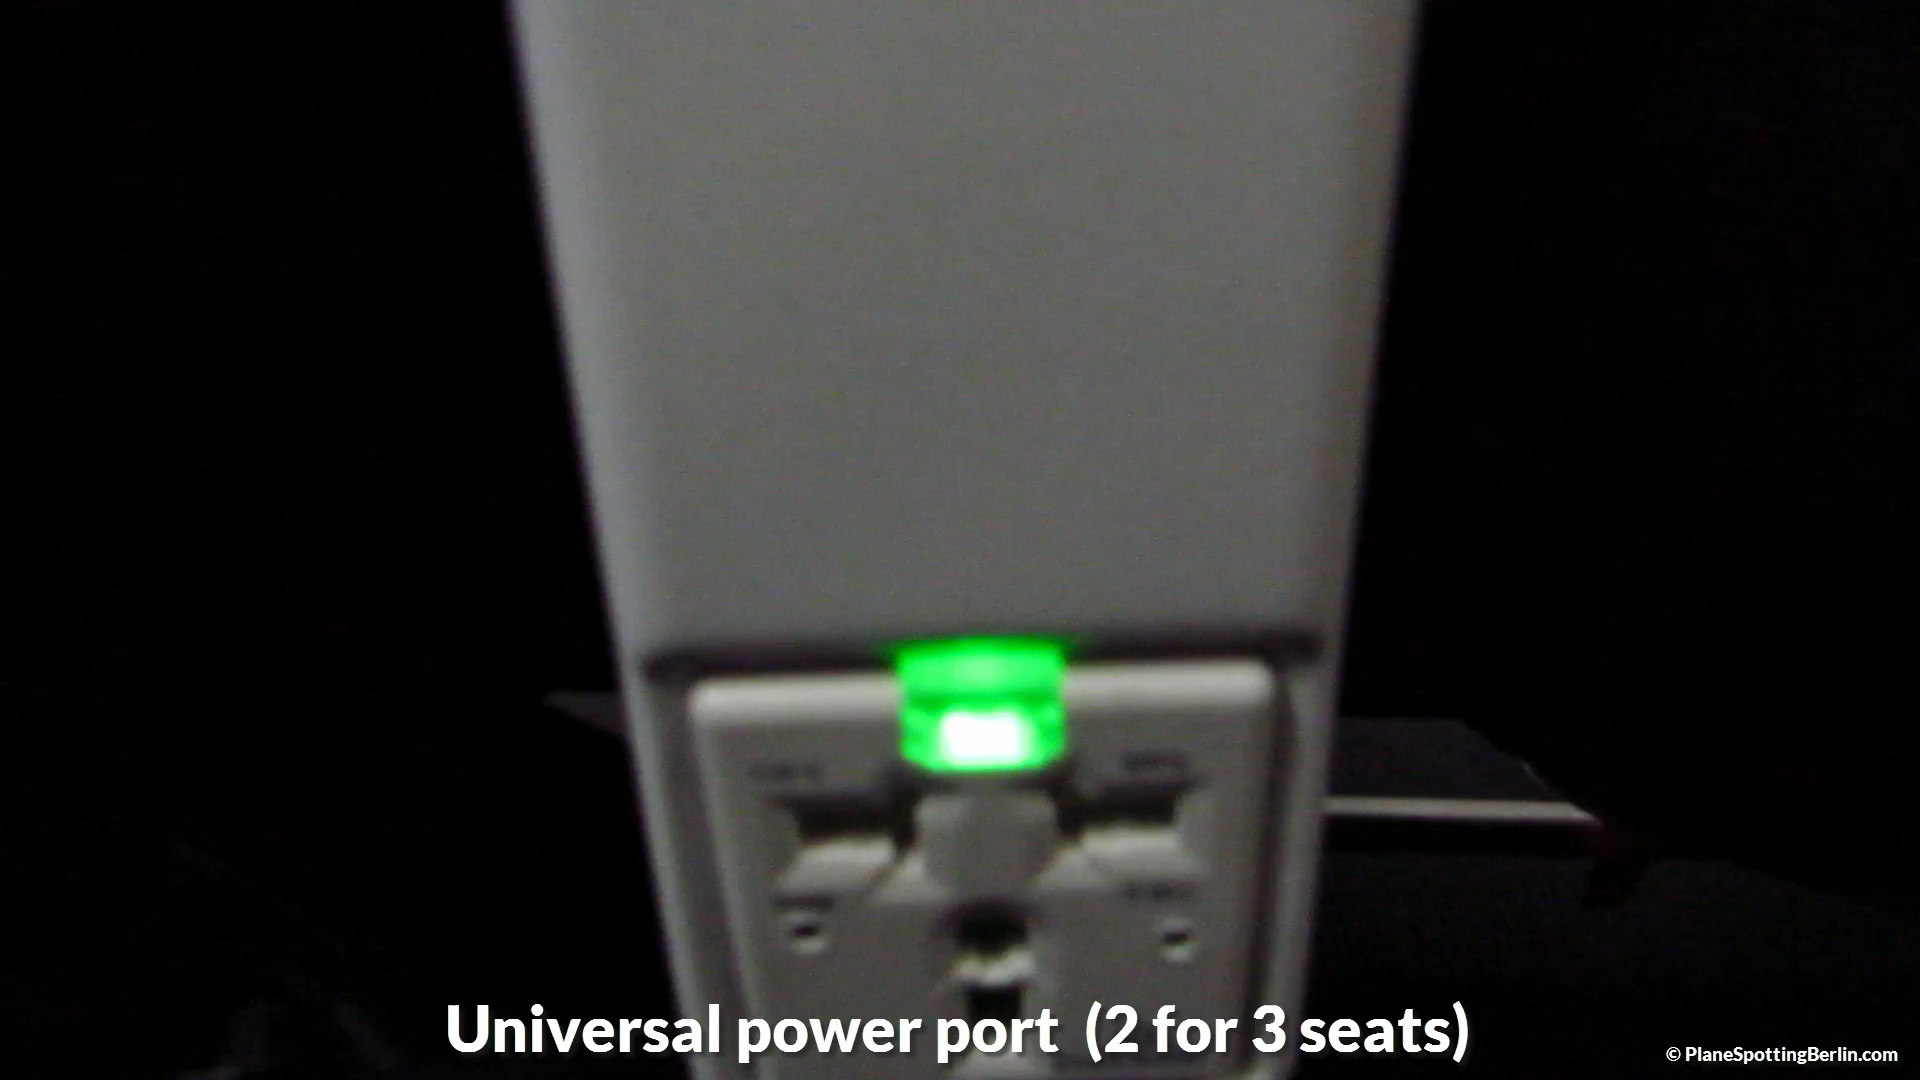 Universal power port (2 for 3 seats)
© PlaneSpottingBerlin.com